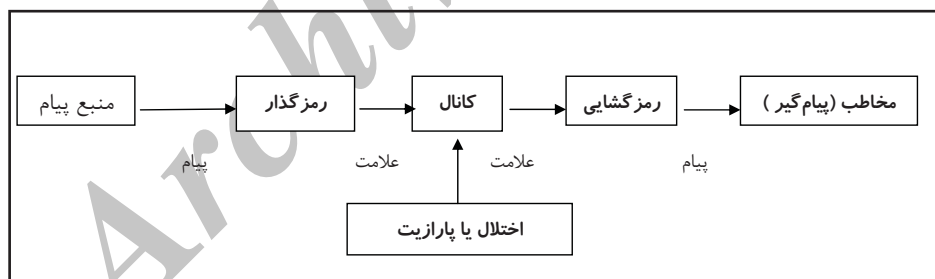 منبع پیام
رمزگذار
کانال
رمزگشایی
مخاطب (پیام‌گیر )
پیام
علامت
علامت
پیام
اختلال یا پارازیت